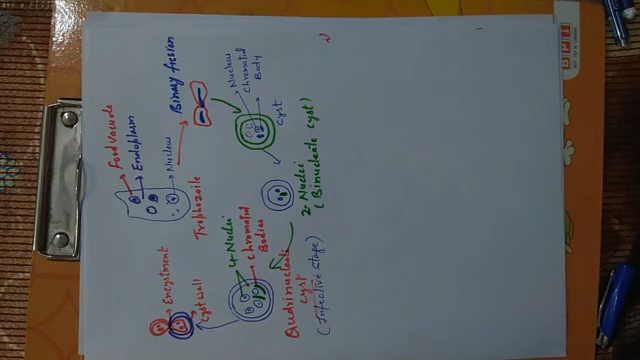 Food vacuole
Endoplasm
Nucleus
Trophozoite
Binary fission
Nucleus
Chromatid
Body
Cyst
2 Nuclei
(Binucleate cyst)
4 Nuclei
Chromatid
Bodies
Quadrinucleate
cyst
(Infective stage)
Encystment
Cyst wall